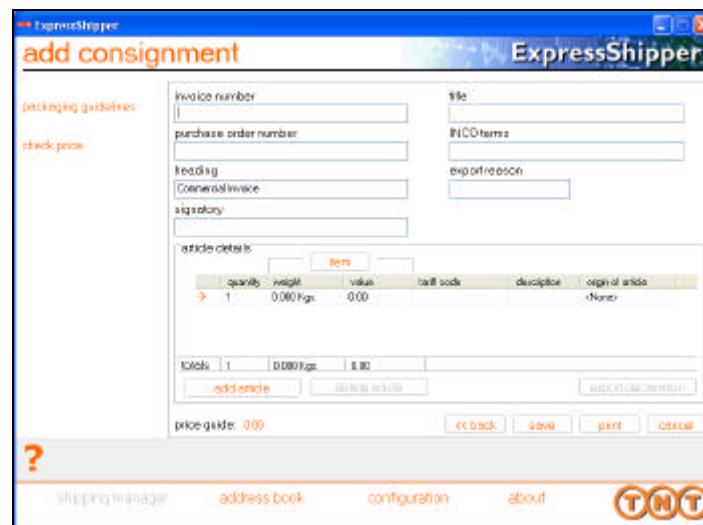 ExpressShipper
add consignment
ExpressShipper
packaging guidelines
check price
invoice number
title
purchase order number
INCO terms
heading
export reason
Commercial Invoice
signatory
article details
item
quantity weight value tariff code description origin of article
1 0.000 Kgs 0.00 <None>
totals 1 0.000 Kgs 0.00
add article delete article export declaration
price guide: 0.00 << back save print cancel
?
shipping manager address book configuration about TNT